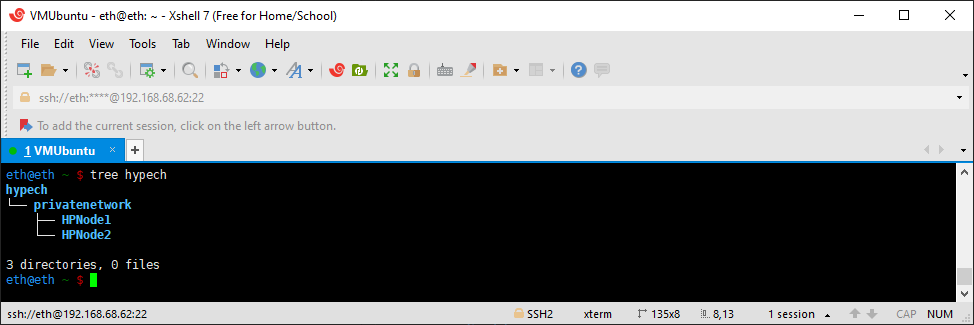 VMUbuntu - eth@eth: ~ - Xshell 7 (Free for Home/School)
File Edit View Tools Tab Window Help
ssh://eth:****@192.168.68.62:22
To add the current session, click on the left arrow button.
1 VMUbuntu × +
eth@eth ~ $ tree hypech
hypech
└── privatenetwork
    ├── HPNode1
    └── HPNode2
3 directories, 0 files
eth@eth ~ $
ssh://eth@192.168.68.62:22 SSH2 xterm 135x8 8,13 1 session CAP NUM